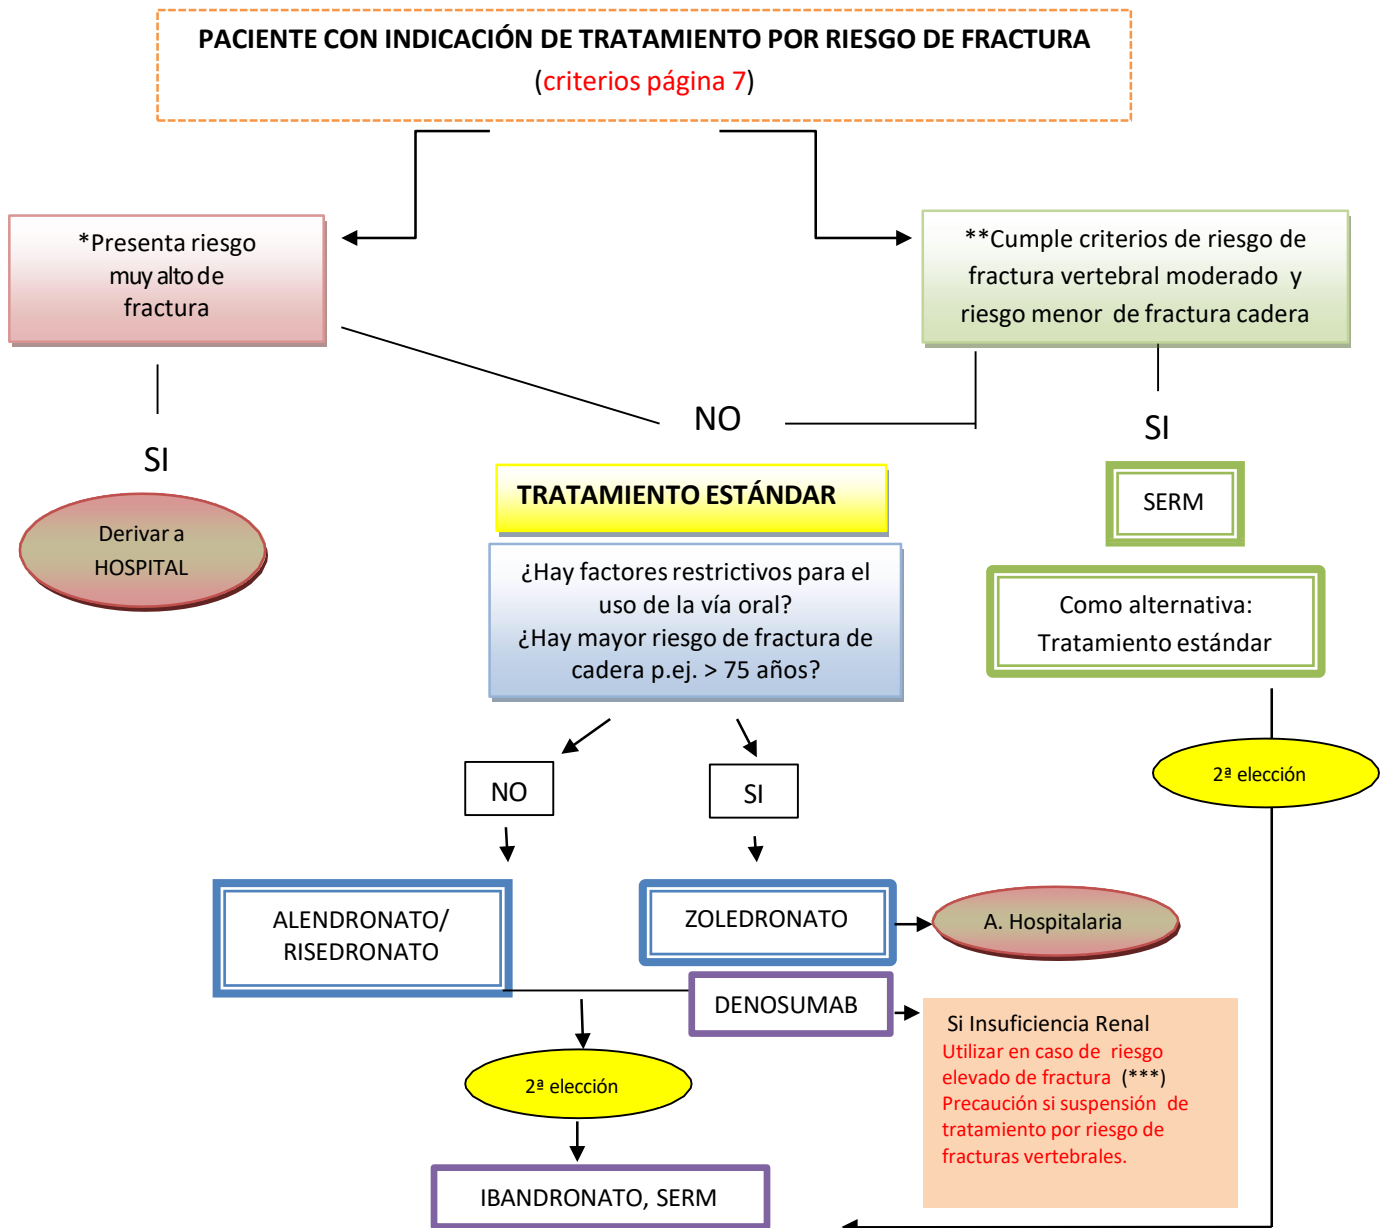 PACIENTE CON INDICACIÓN DE TRATAMIENTO POR RIESGO DE FRACTURA
(criterios página 7)
*Presenta riesgo
muy alto de
fractura
**Cumple criterios de riesgo de
fractura vertebral moderado y
riesgo menor de fractura cadera
NO
SI
SI
Derivar a
HOSPITAL
TRATAMIENTO ESTÁNDAR
SERM
¿Hay factores restrictivos para el
uso de la vía oral?
¿Hay mayor riesgo de fractura de
cadera p.ej. > 75 años?
Como alternativa:
Tratamiento estándar
2ª elección
NO
SI
ALENDRONATO/
RISEDRONATO
ZOLEDRONATO
A. Hospitalaria
DENOSUMAB
Si Insuficiencia Renal
Utilizar en caso de riesgo
elevado de fractura (***)
Precaución si suspensión de
tratamiento por riesgo de
fracturas vertebrales.
2ª elección
IBANDRONATO, SERM